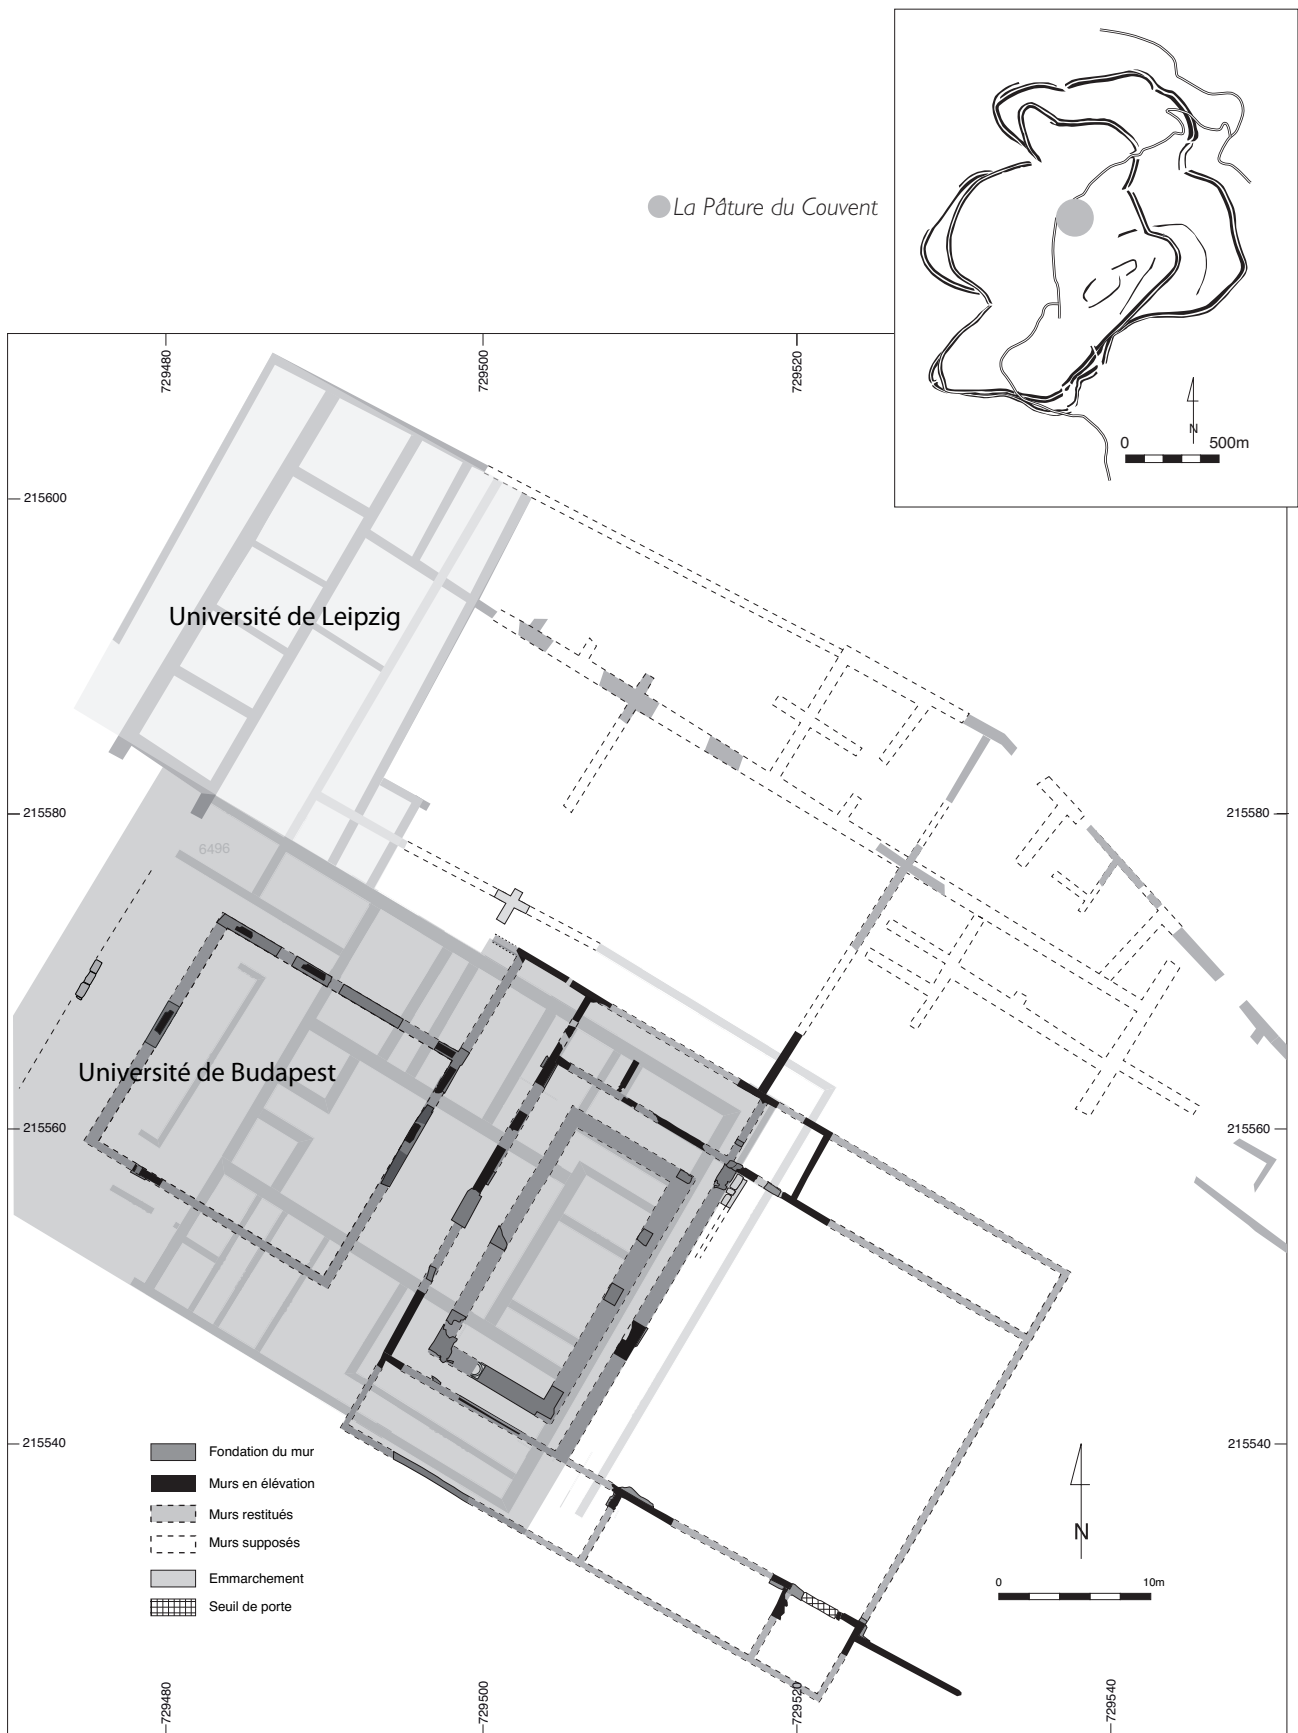 La Pâture du Couvent
0
500m
N
729480
729500
729520
215600
Université de Leipzig
215580
215580
6496
Université de Budapest
215560
215560
215540
215540
Fondation du mur
Murs en élévation
Murs restitués
Murs supposés
Emmarchement
Seuil de porte
N
0
10m
729480
729500
729520
729540